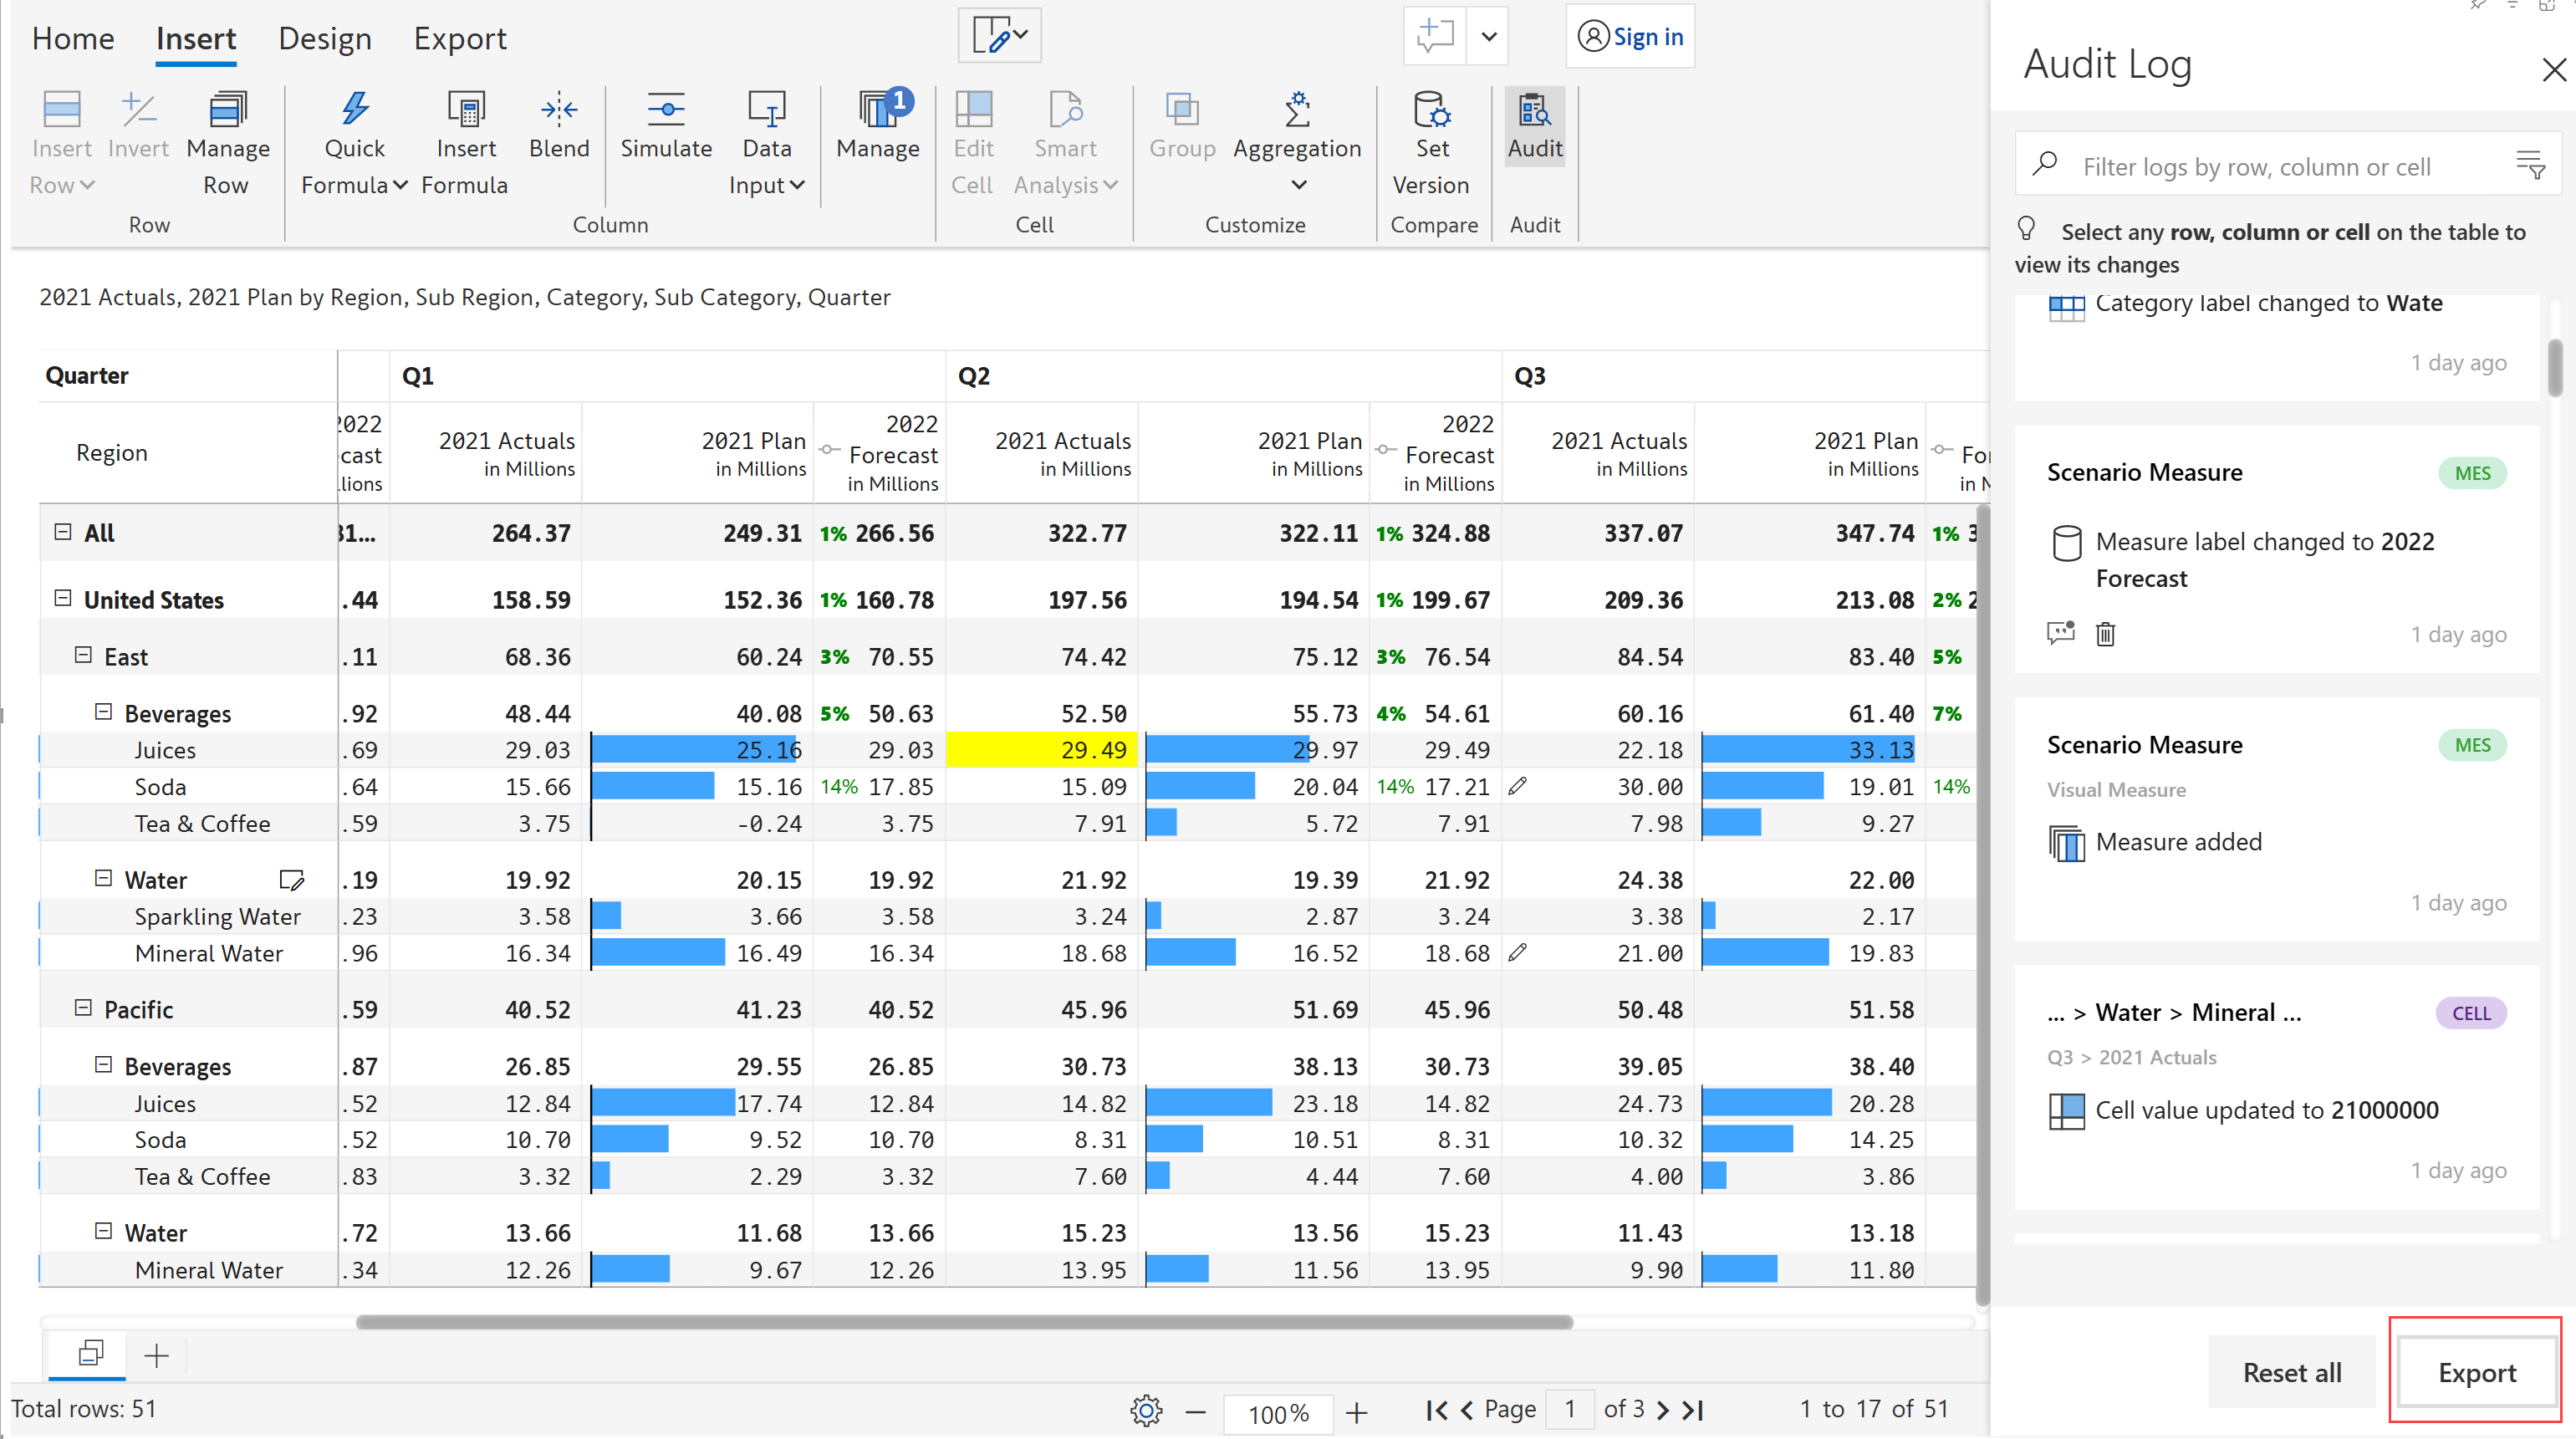 Home Insert Design Export
Sign in
Insert Row
Invert
Manage Row
Row
Quick Formula
Insert Formula
Blend
Simulate
Data Input
Column
Manage 1
Edit Cell
Smart Analysis
Cell
Group
Aggregation
Customize
Set Version
Compare
Audit
Audit
2021 Actuals, 2021 Plan by Region, Sub Region, Category, Sub Category, Quarter
Quarter Q1 Q2 Q3
Region 2022 cast lions 2021 Actuals in Millions 2021 Plan in Millions 2022 Forecast in Millions 2021 Actuals in Millions 2021 Plan in Millions 2022 Forecast in Millions 2021 Actuals in Millions 2021 Plan in Millions
All 31... 264.37 249.31 1% 266.56 322.77 322.11 1% 324.88 337.07 347.74 1% 3
United States .44 158.59 152.36 1% 160.78 197.56 194.54 1% 199.67 209.36 213.08 2% 2
East .11 68.36 60.24 3% 70.55 74.42 75.12 3% 76.54 84.54 83.40 5%
Beverages .92 48.44 40.08 5% 50.63 52.50 55.73 4% 54.61 60.16 61.40 7%
Juices .69 29.03 25.16 29.03 29.49 29.97 29.49 22.18 33.13
Soda .64 15.66 15.16 14% 17.85 15.09 20.04 14% 17.21 30.00 19.01 14%
Tea & Coffee .59 3.75 -0.24 3.75 7.91 5.72 7.91 7.98 9.27
Water .19 19.92 20.15 19.92 21.92 19.39 21.92 24.38 22.00
Sparkling Water .23 3.58 3.66 3.58 3.24 2.87 3.24 3.38 2.17
Mineral Water .96 16.34 16.49 16.34 18.68 16.52 18.68 21.00 19.83
Pacific .59 40.52 41.23 40.52 45.96 51.69 45.96 50.48 51.58
Beverages .87 26.85 29.55 26.85 30.73 38.13 30.73 39.05 38.40
Juices .52 12.84 17.74 12.84 14.82 23.18 14.82 24.73 20.28
Soda .52 10.70 9.52 10.70 8.31 10.51 8.31 10.32 14.25
Tea & Coffee .83 3.32 2.29 3.32 7.60 4.44 7.60 4.00 3.86
Water .72 13.66 11.68 13.66 15.23 13.56 15.23 11.43 13.18
Mineral Water .34 12.26 9.67 12.26 13.95 11.56 13.95 9.90 11.80
Total rows: 51
100%
Page 1 of 3
1 to 17 of 51
Audit Log
Filter logs by row, column or cell
Select any row, column or cell on the table to
view its changes
Category label changed to Wate
1 day ago
Scenario Measure MES
Measure label changed to 2022
Forecast
1 day ago
Scenario Measure MES
Visual Measure
Measure added
1 day ago
... > Water > Mineral ... CELL
Q3 > 2021 Actuals
Cell value updated to 21000000
1 day ago
Reset all
Export